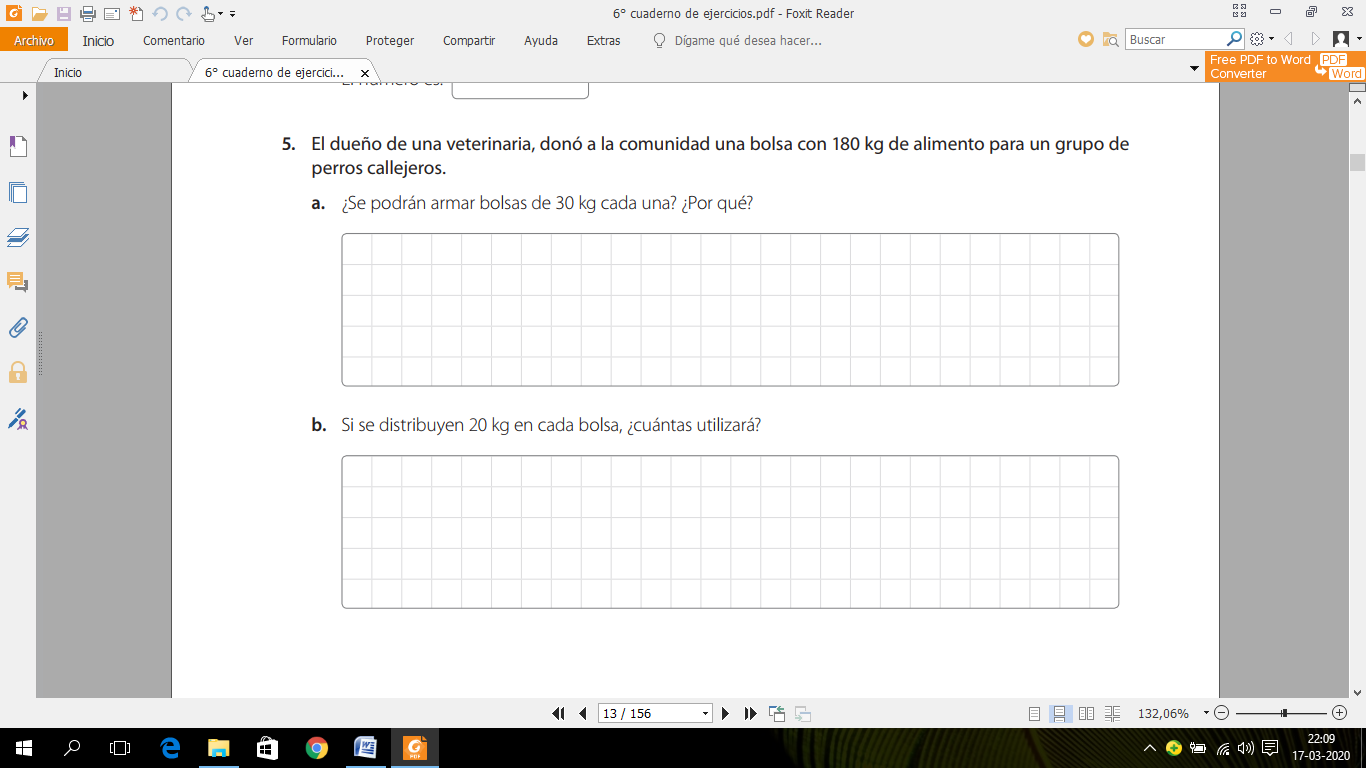 6° cuaderno de ejercicios.pdf - Foxit Reader
Archivo Inicio Comentario Ver Formulario Proteger Compartir Ayuda Extras Dígame qué desea hacer... Buscar
Inicio 6° cuaderno de ejercici... Free PDF to Word PDF
Converter Word
5. El dueño de una veterinaria, donó a la comunidad una bolsa con 180 kg de alimento para un grupo de
perros callejeros.
a. ¿Se podrán armar bolsas de 30 kg cada una? ¿Por qué?
b. Si se distribuyen 20 kg en cada bolsa, ¿cuántas utilizará?
13 / 156 132,06%
22:09
17-03-2020